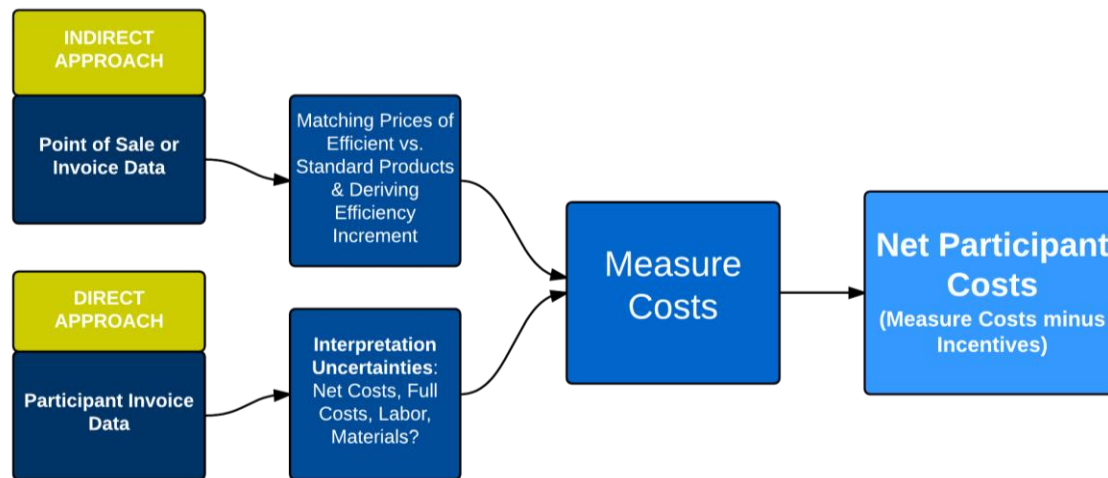 INDIRECT
APPROACH
Point of Sale or
Invoice Data
Matching Prices of
Efficient vs.
Standard Products
& Deriving
Efficiency
Increment
DIRECT
APPROACH
Participant Invoice
Data
Interpretation
Uncertainties:
Net Costs, Full
Costs, Labor,
Materials?
Measure
Costs
Net Participant
Costs
(Measure Costs minus
Incentives)